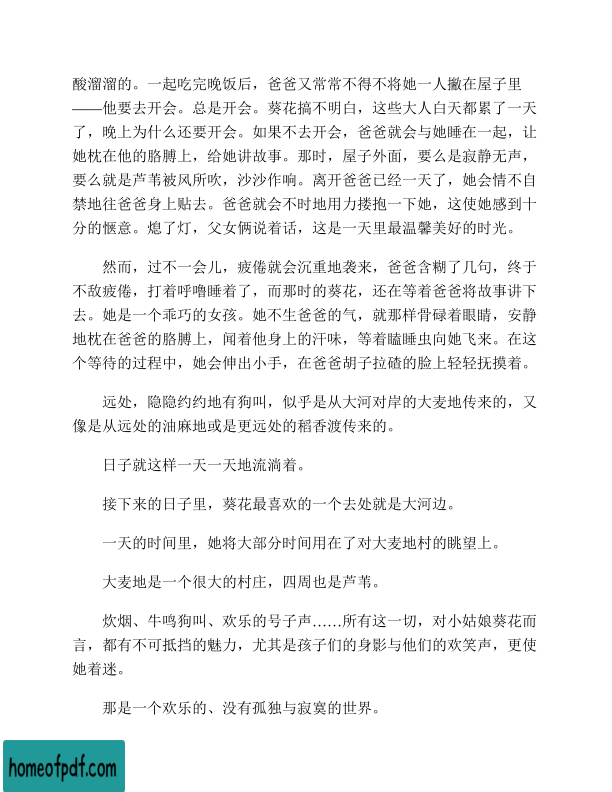 酸溜溜的。一起吃完晚饭后，爸爸又常常不得不将她一人撇在屋子里
——他要去开会。总是开会。葵花搞不明白，这些大人白天都累了一天
了，晚上为什么还要开会。如果不去开会，爸爸就会与她睡在一起，让
她枕在他的胳膊上，给她讲故事。那时，屋子外面，要么是寂静无声，
要么就是芦苇被风所吹，沙沙作响。离开爸爸已经一天了，她会情不自
禁地往爸爸身上贴去。爸爸就会不时地用力搂抱一下她，这使她感到十
分的惬意。熄了灯，父女俩说着话，这是一天里最温馨美好的时光。
然而，过不一会儿，疲倦就会沉重地袭来，爸爸含糊了几句，终于
不敌疲倦，打着呼噜睡着了，而那时的葵花，还在等着爸爸将故事讲下
去。她是一个乖巧的女孩。她不生爸爸的气，就那样骨碌着眼睛，安静
地枕在爸爸的胳膊上，闻着他身上的汗味，等着瞌睡虫向她飞来。在这
个等待的过程中，她会伸出小手，在爸爸胡子拉碴的脸上轻轻抚摸着。
远处，隐隐约约地有狗叫，似乎是从大河对岸的大麦地传来的，又
像是从远处的油麻地或是更远处的稻香渡传来的。
日子就这样一天一天地流淌着。
接下来的日子里，葵花最喜欢的一个去处就是大河边。
一天的时间里，她将大部分时间用在了对大麦地村的眺望上。
大麦地是一个很大的村庄，四周也是芦苇。
炊烟、牛鸣狗叫、欢乐的号子声……所有这一切，对小姑娘葵花而
言，都有不可抵挡的魅力，尤其是孩子们的身影与他们的欢笑声，更使
她着迷。
那是一个欢乐的、没有孤独与寂寞的世界。
homeofpdf.com